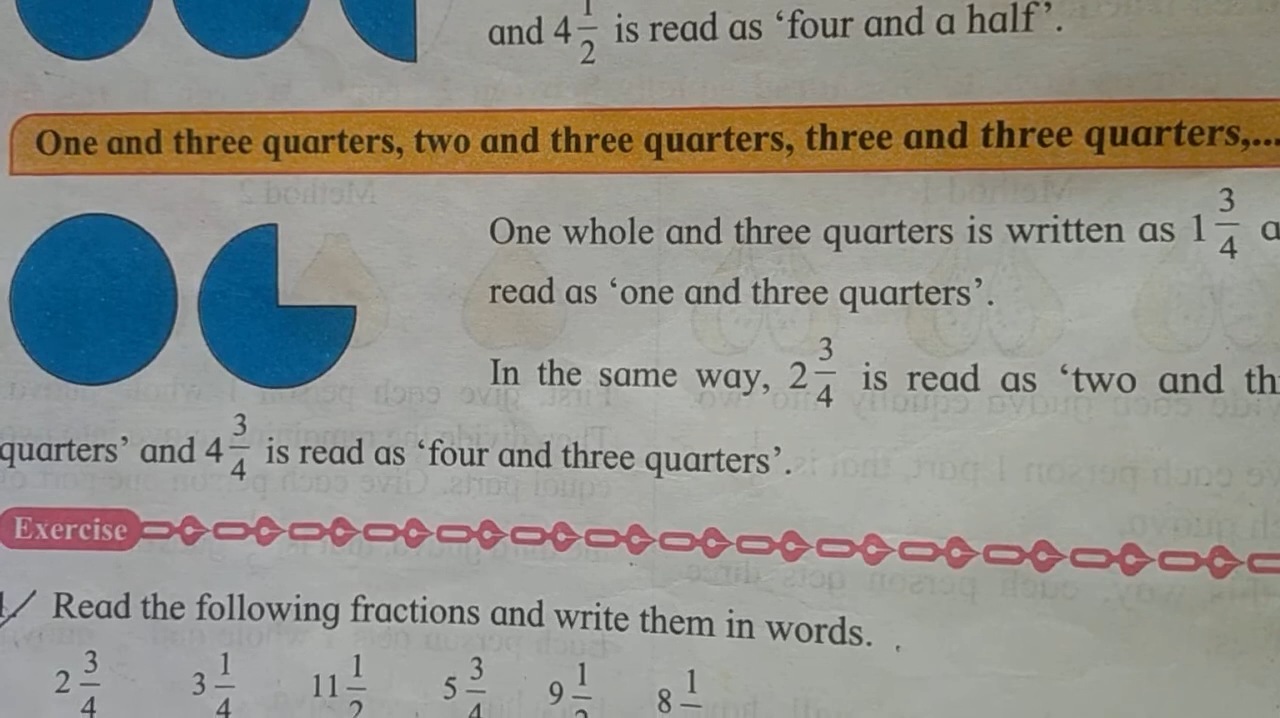 and 4 1/2 is read as ‘four and a half’.
One and three quarters, two and three quarters, three and three quarters,...
One whole and three quarters is written as 1 3/4
read as ‘one and three quarters’.
In the same way, 2 3/4 is read as ‘two and
quarters’ and 4 3/4 is read as ‘four and three quarters’.
Exercise
Read the following fractions and write them in words.
2 3/4 3 1/4 11 1/2 5 3/4 9 1/2 8 1/